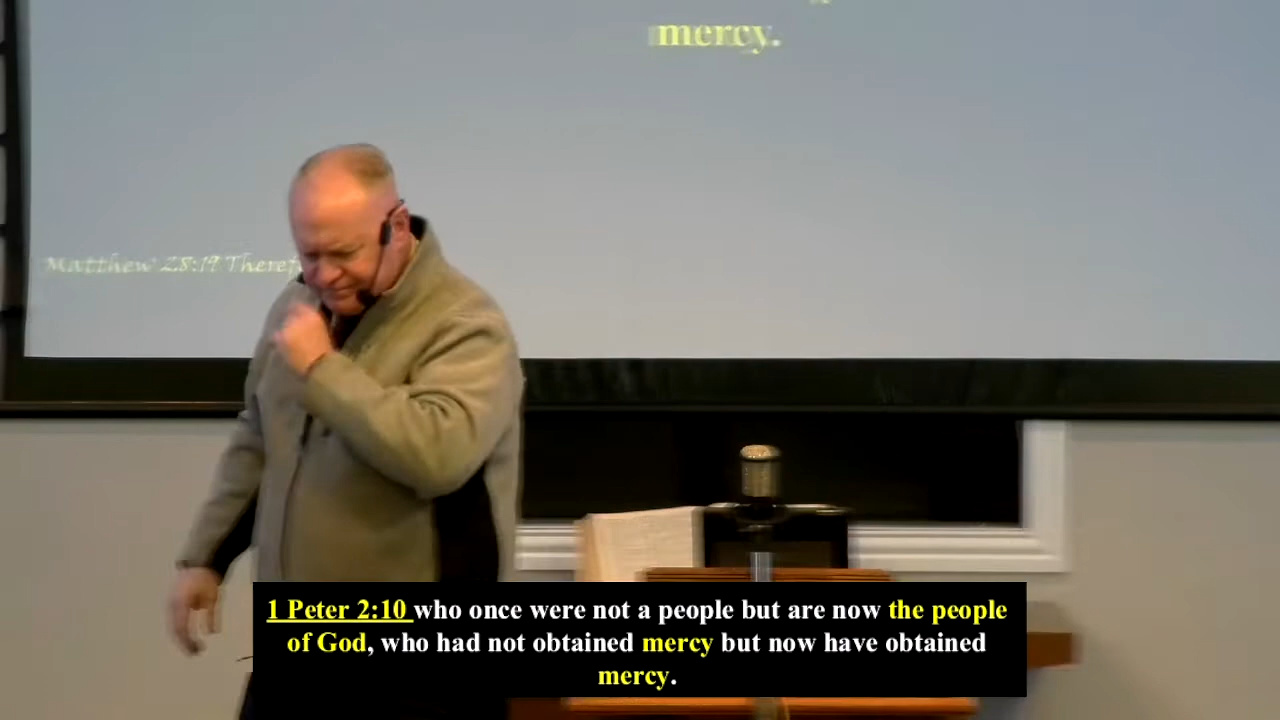 mercy.
Matthew 28:19 Theref
1 Peter 2:10 who once were not a people but are now the people
of God, who had not obtained mercy but now have obtained
mercy.